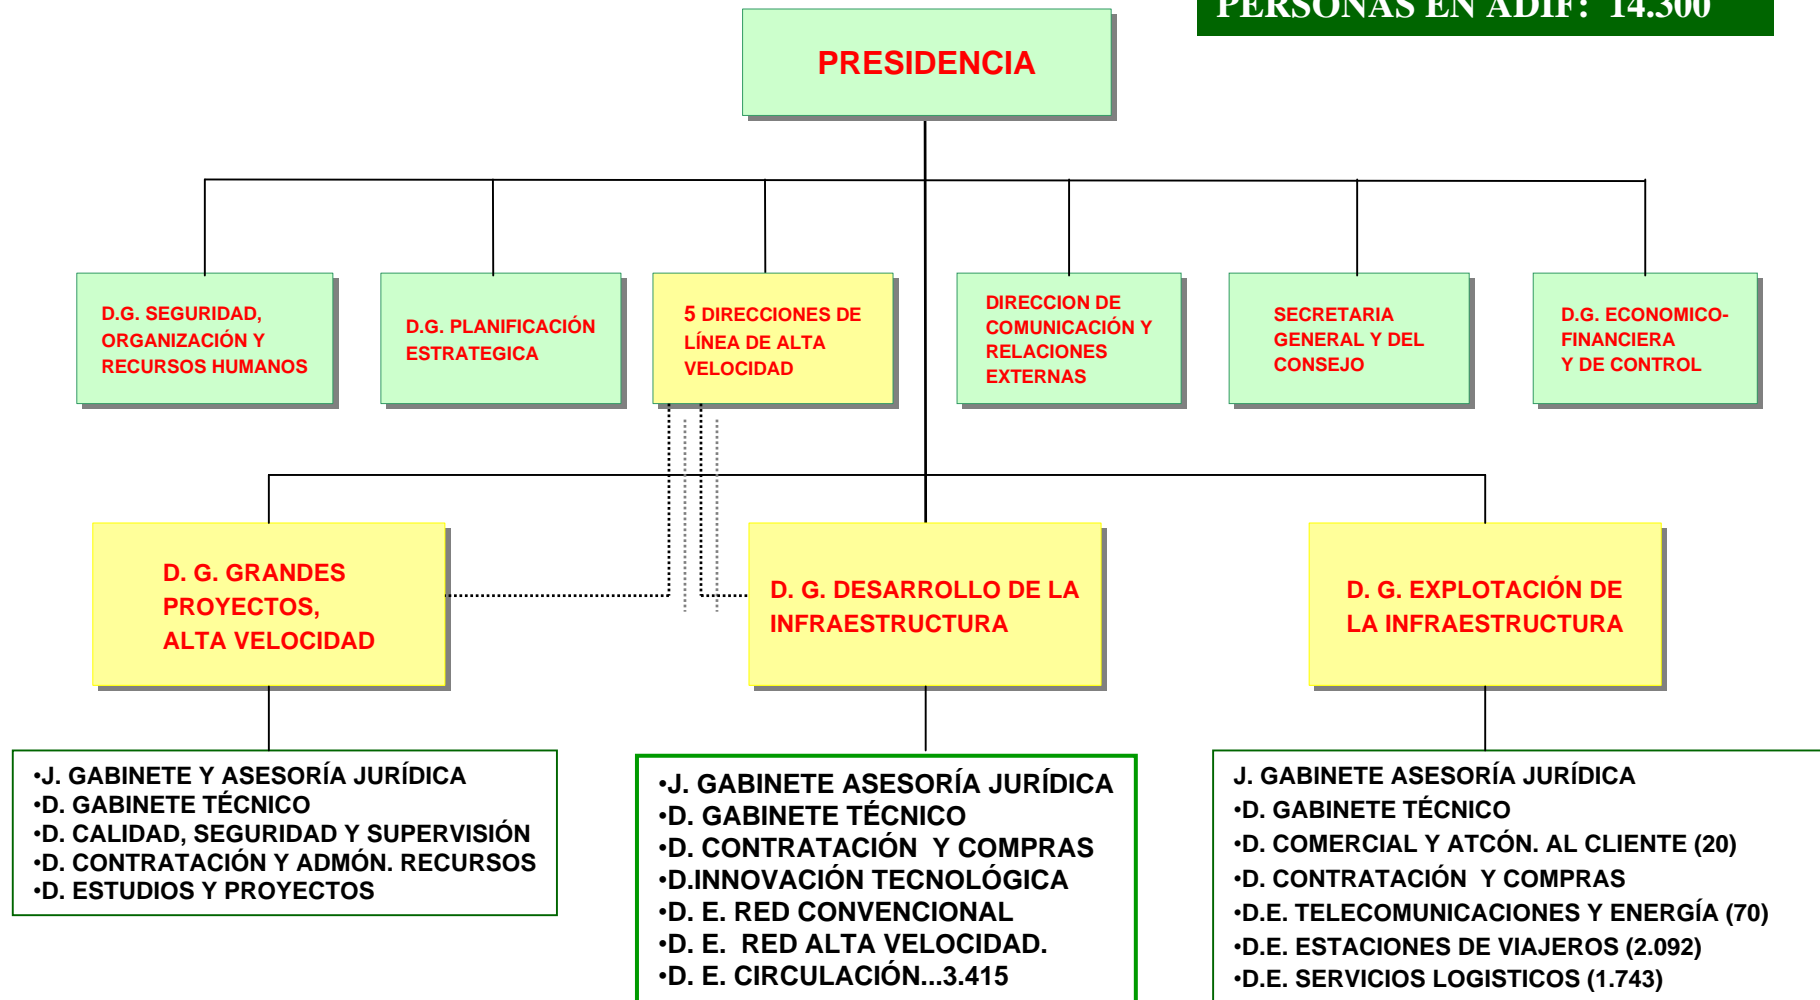 PERSONAS EN ADIF: 14.300
PRESIDENCIA
D.G. SEGURIDAD,
ORGANIZACIÓN Y
RECURSOS HUMANOS
D.G. PLANIFICACIÓN
ESTRATEGICA
5 DIRECCIONES DE
LÍNEA DE ALTA
VELOCIDAD
DIRECCION DE
COMUNICACIÓN Y
RELACIONES
EXTERNAS
SECRETARIA
GENERAL Y DEL
CONSEJO
D.G. ECONOMICO-
FINANCIERA
Y DE CONTROL
D. G. GRANDES
PROYECTOS,
ALTA VELOCIDAD
D. G. DESARROLLO DE LA
INFRAESTRUCTURA
D. G. EXPLOTACIÓN DE
LA INFRAESTRUCTURA
•J. GABINETE Y ASESORÍA JURÍDICA
•D. GABINETE TÉCNICO
•D. CALIDAD, SEGURIDAD Y SUPERVISIÓN
•D. CONTRATACIÓN Y ADMÓN. RECURSOS
•D. ESTUDIOS Y PROYECTOS
•J. GABINETE ASESORÍA JURÍDICA
•D. GABINETE TÉCNICO
•D. CONTRATACIÓN Y COMPRAS
•D.INNOVACIÓN TECNOLÓGICA
•D. E. RED CONVENCIONAL
•D. E. RED ALTA VELOCIDAD.
•D. E. CIRCULACIÓN...3.415
J. GABINETE ASESORÍA JURÍDICA
•D. GABINETE TÉCNICO
•D. COMERCIAL Y ATCÓN. AL CLIENTE (20)
•D. CONTRATACIÓN Y COMPRAS
•D.E. TELECOMUNICACIONES Y ENERGÍA (70)
•D.E. ESTACIONES DE VIAJEROS (2.092)
•D.E. SERVICIOS LOGISTICOS (1.743)